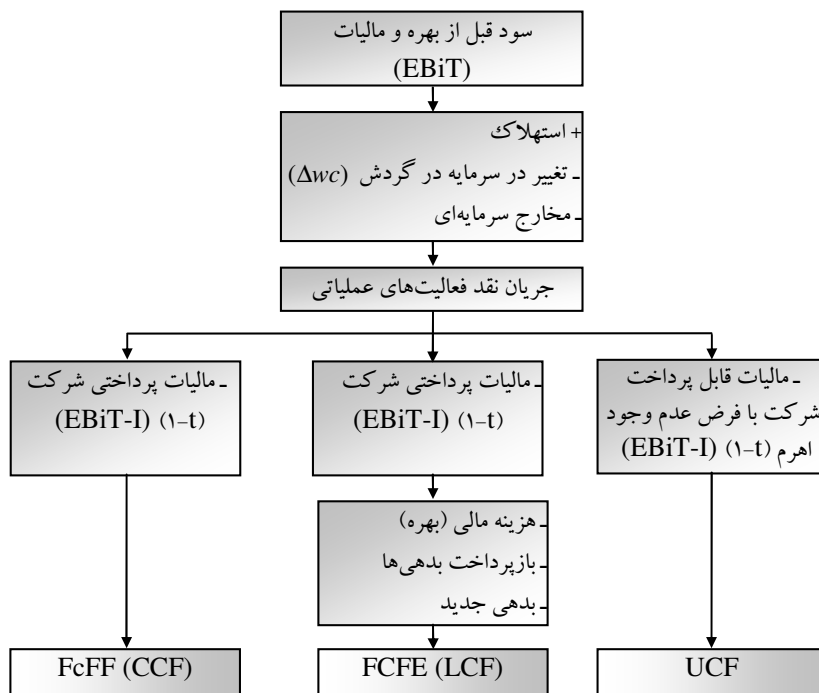 سود قبل از بهره و مالیات
(EBiT)
+ استهلاک
ـ تغییر در سرمایه در گردش (Δwc)
ـ مخارج سرمایه‌ای
جریان نقد فعالیت‌های عملیاتی
ـ مالیات قابل پرداخت
شرکت با فرض عدم وجود
اهرم (EBiT-I) (۱-t)
ـ مالیات پرداختی شرکت
(EBiT-I) (۱-t)
ـ مالیات پرداختی شرکت
(EBiT-I) (۱-t)
ـ هزینه مالی (بهره)
ـ بازپرداخت بدهی‌ها
ـ بدهی جدید
UCF
FCFE (LCF)
FcFF (CCF)